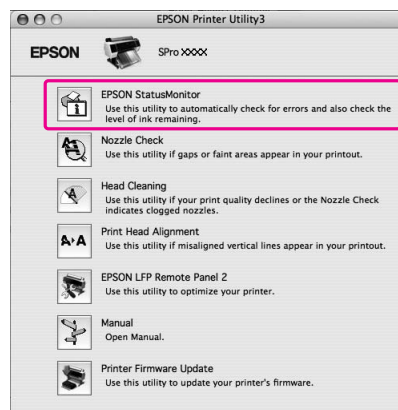 EPSON Printer Utility3
EPSON
SPro XXXX
EPSON StatusMonitor
Use this utility to automatically check for errors and also check the
level of ink remaining.
Nozzle Check
Use this utility if gaps or faint areas appear in your printout.
Head Cleaning
Use this utility if your print quality declines or the Nozzle Check
indicates clogged nozzles.
A▸A
Print Head Alignment
Use this utility if misaligned vertical lines appear in your printout.
EPSON LFP Remote Panel 2
Use this utility to optimize your printer.
Manual
Open Manual.
Printer Firmware Update
Use this utility to update your printer's firmware.